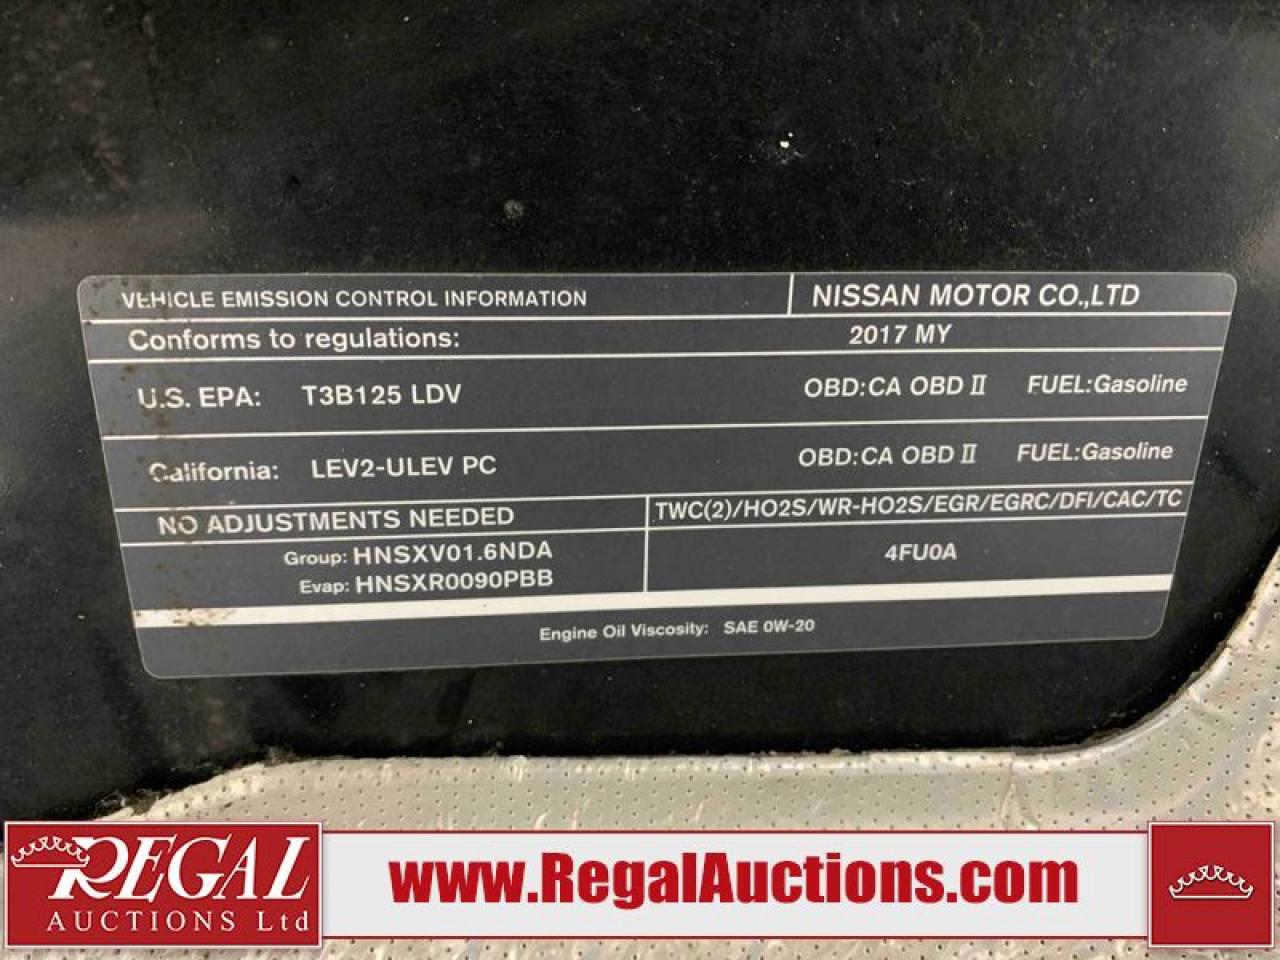 VEHICLE EMISSION CONTROL INFORMATION NISSAN MOTOR CO.,LTD
Conforms to regulations: 2017 MY
U.S. EPA: T3B125 LDV OBD:CA OBD II FUEL:Gasoline
California: LEV2-ULEV PC OBD:CA OBD II FUEL:Gasoline
NO ADJUSTMENTS NEEDED TWC(2)/HO2S/WR-HO2S/EGR/EGRC/DFI/CAC/TC
Group: HNSXV01.6NDA 4FU0A
Evap: HNSXR0090PBB
Engine Oil Viscosity: SAE 0W-20
REGAL
AUCTIONS Ltd
www.RegalAuctions.com